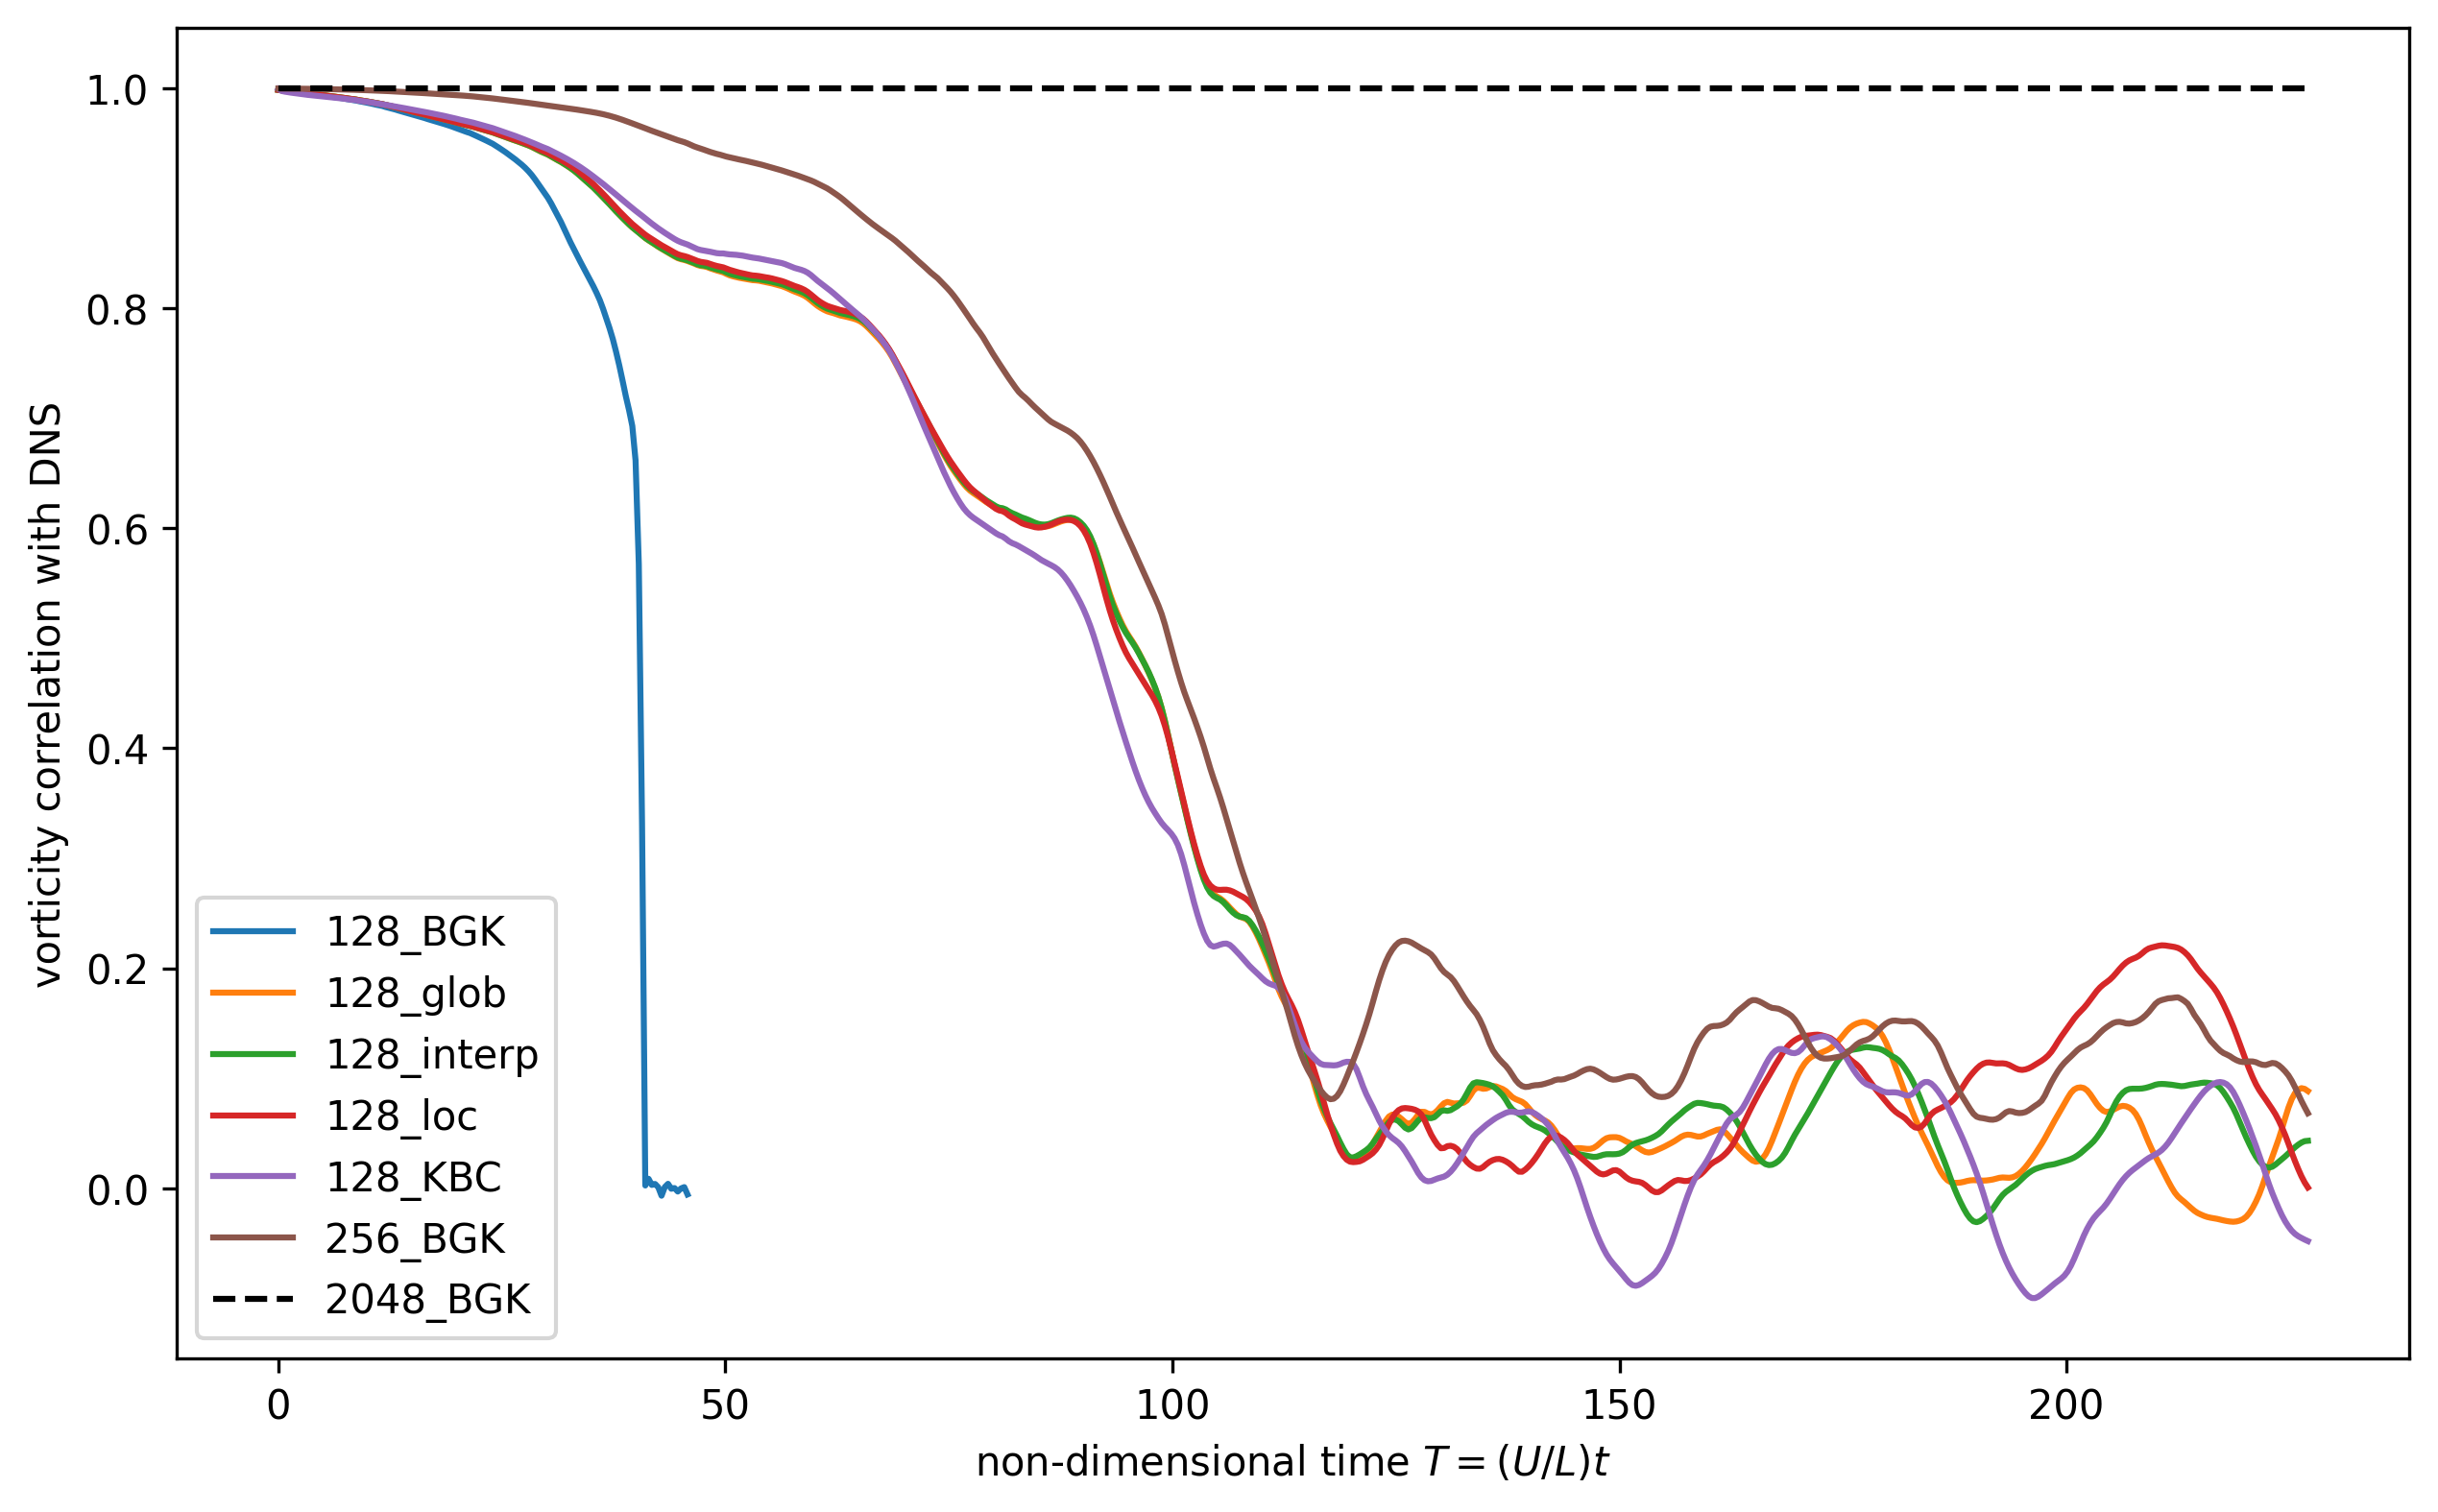 1.0
0.8
0.6
0.4
0.2
0.0
vorticity correlation with DNS
128_BGK
128_glob
128_interp
128_loc
128_KBC
256_BGK
2048_BGK
0 50 100 150 200
non-dimensional time T = (U/L)t